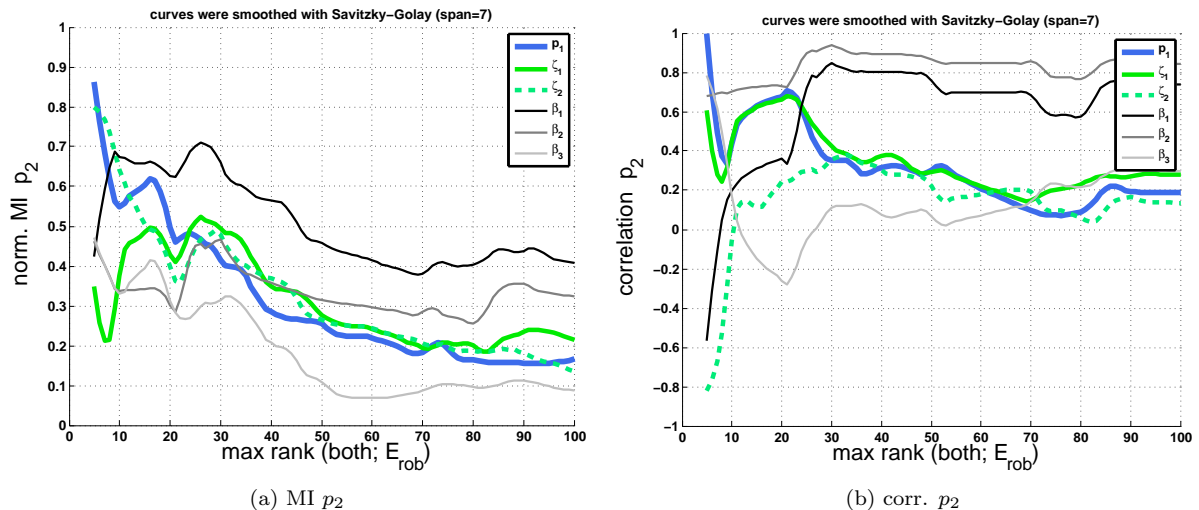 curves were smoothed with Savitzky−Golay (span=7)
norm. MI p2
1
0.9
0.8
0.7
0.6
0.5
0.4
0.3
0.2
0.1
0
0 10 20 30 40 50 60 70 80 90 100
max rank (both; Erob)
p1
ζ1
ζ2
β1
β2
β3
(a) MI p2
curves were smoothed with Savitzky−Golay (span=7)
correlation p2
1
0.8
0.6
0.4
0.2
0
−0.2
−0.4
−0.6
−0.8
−1
0 10 20 30 40 50 60 70 80 90 100
max rank (both; Erob)
p1
ζ1
ζ2
β1
β2
β3
(b) corr. p2